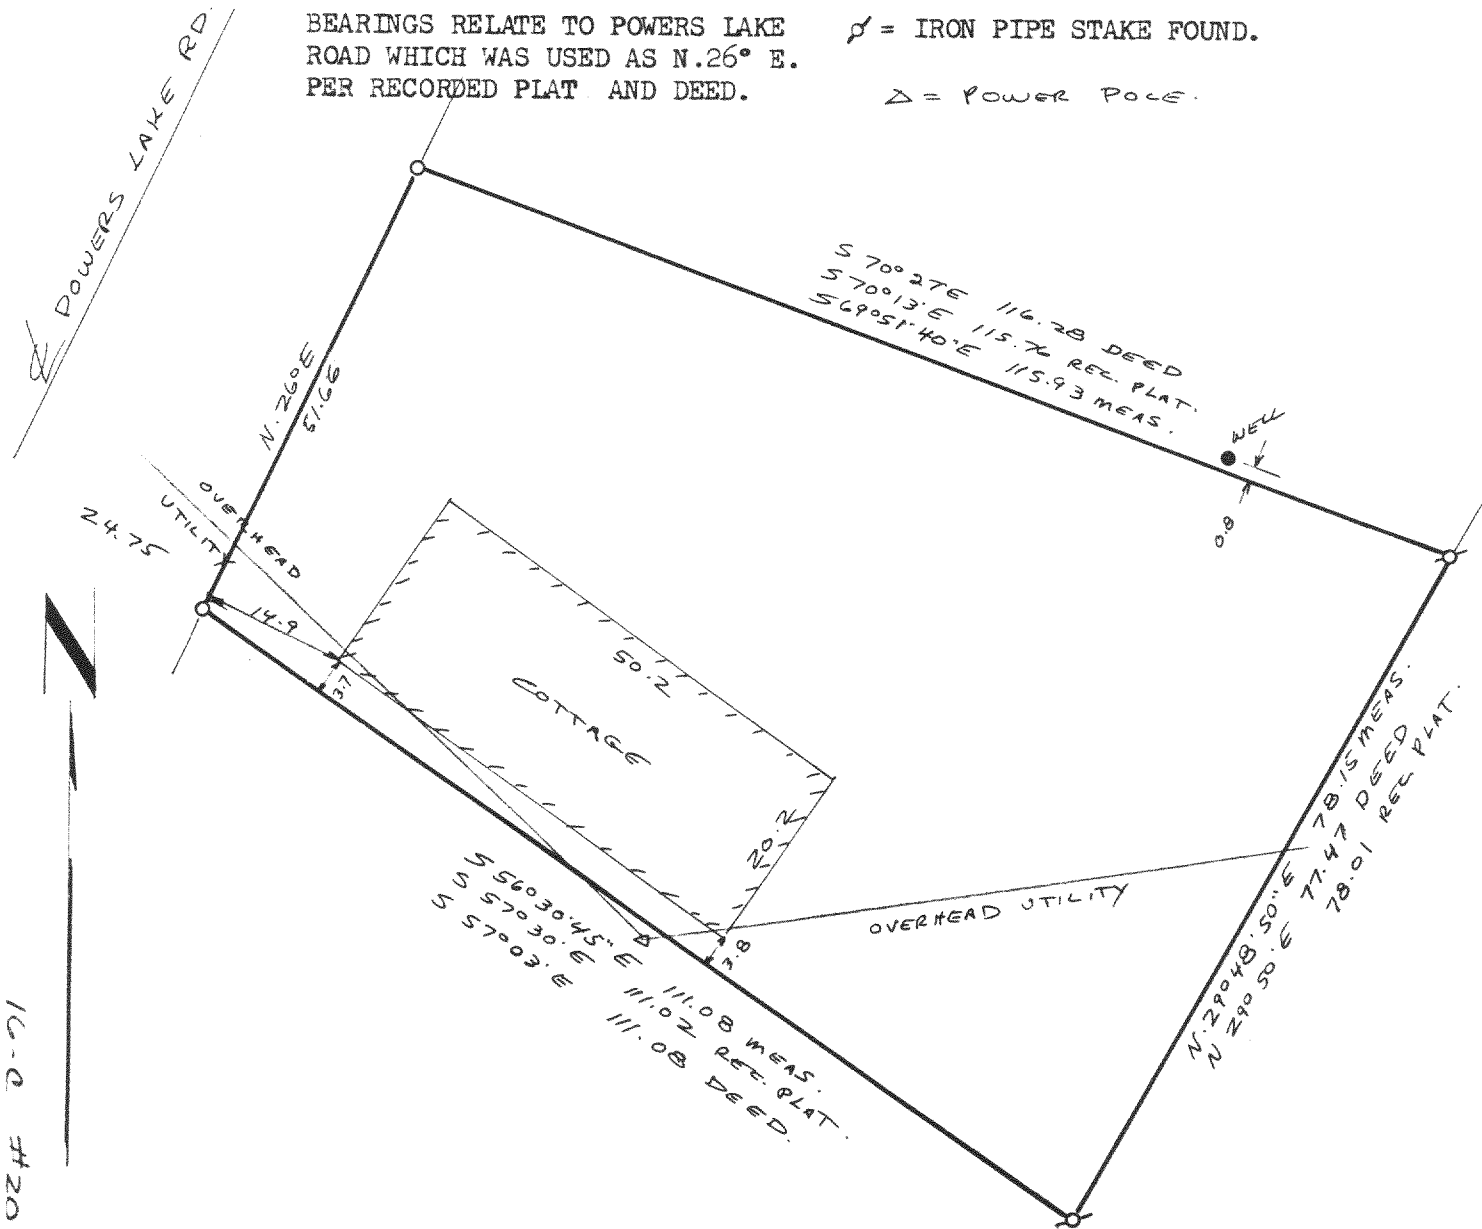 BEARINGS RELATE TO POWERS LAKE
ROAD WHICH WAS USED AS N.26° E.
PER RECORDED PLAT AND DEED.
= IRON PIPE STAKE FOUND.
△ = POWER POLE.
℄ POWERS LAKE RD.
S 70° 27'E 116.28 DEED
S 70° 13' E 115.76 REC. PLAT.
S 69° 51' 40" E 115.93 MEAS.
WELL
0.8
N. 26° E
51.66
OVERHEAD
UTILITY
24.75
14.9
3.7
50.2
COTTAGE
20.2
3.8
OVERHEAD UTILITY
N. 29° 48' 50" E 78.15 MEAS.
N 29° 50' E 77.47 DEED
78.01 REC. PLAT.
S 56° 30' 45" E 111.08 MEAS.
S 57° 30' E 111.02 REC. PLAT.
S 57° 03' E 111.08 DEED.
N
#20